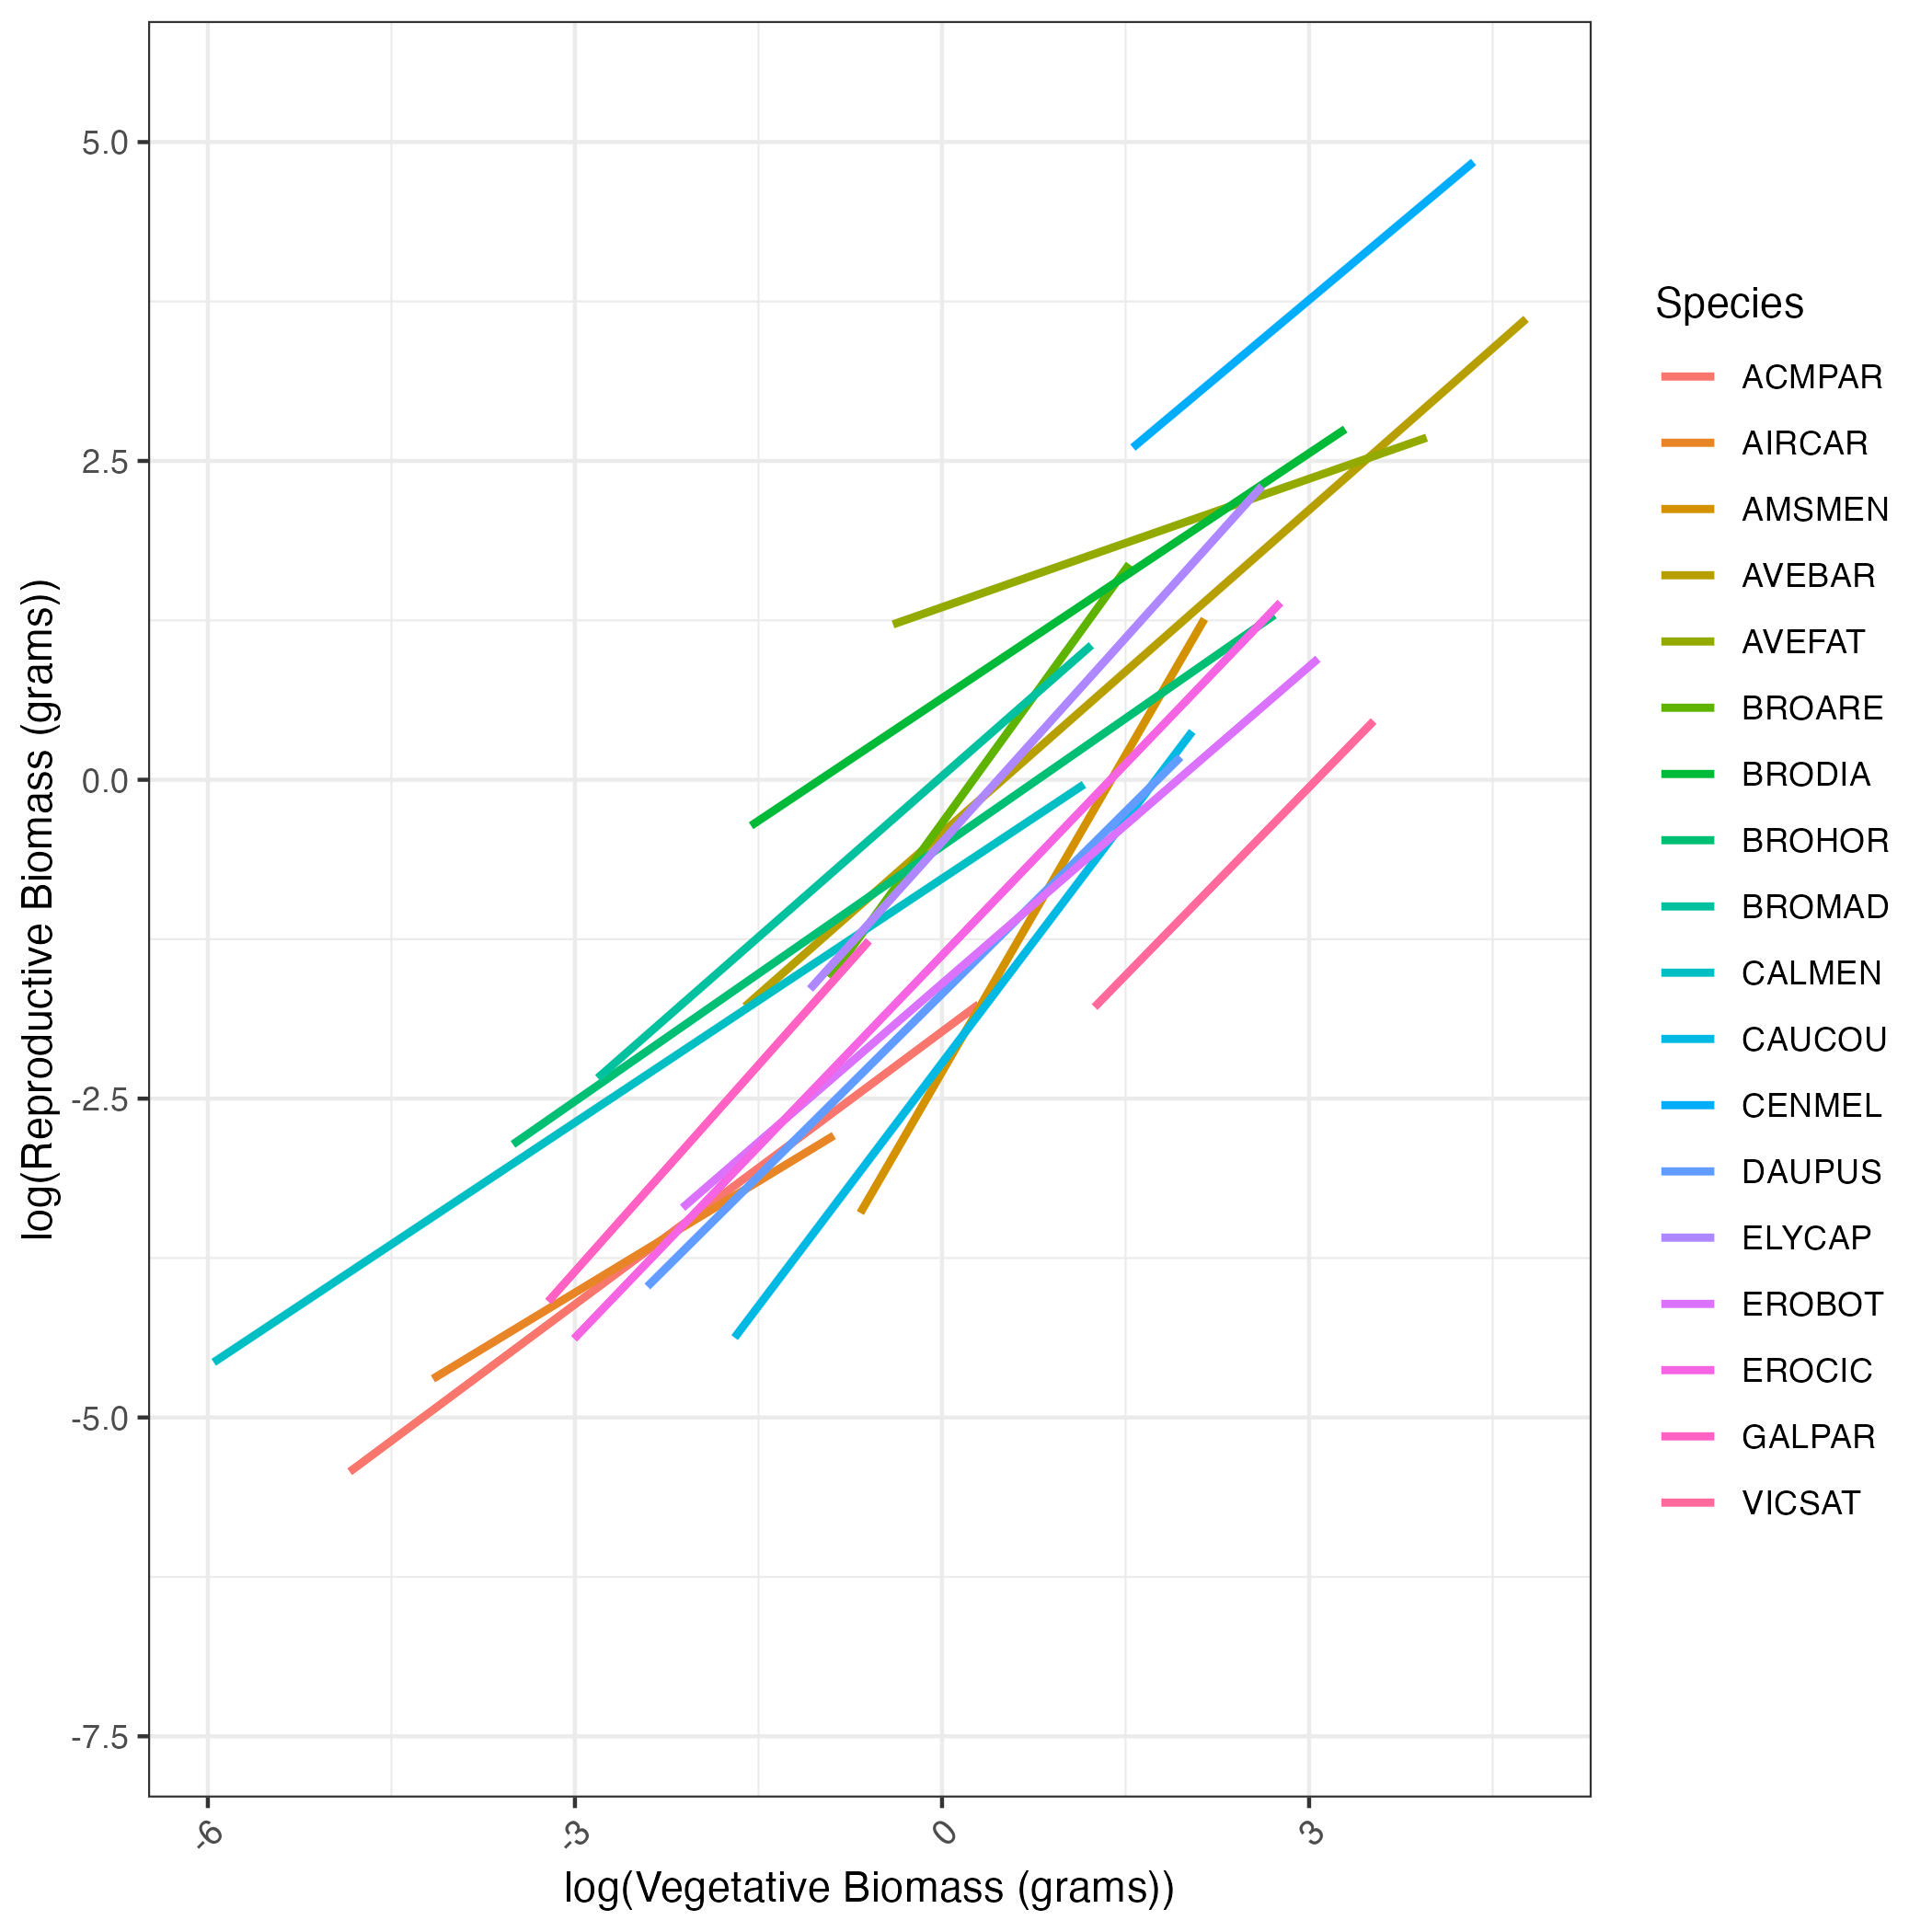 5.0
2.5
0.0
-2.5
-5.0
-7.5
-6
-3
0
3
log(Vegetative Biomass (grams))
log(Reproductive Biomass (grams))
Species
ACMPAR
AIRCAR
AMSMEN
AVEBAR
AVEFAT
BROARE
BRODIA
BROHOR
BROMAD
CALMEN
CAUCOU
CENMEL
DAUPUS
ELYCAP
EROBOT
EROCIC
GALPAR
VICSAT